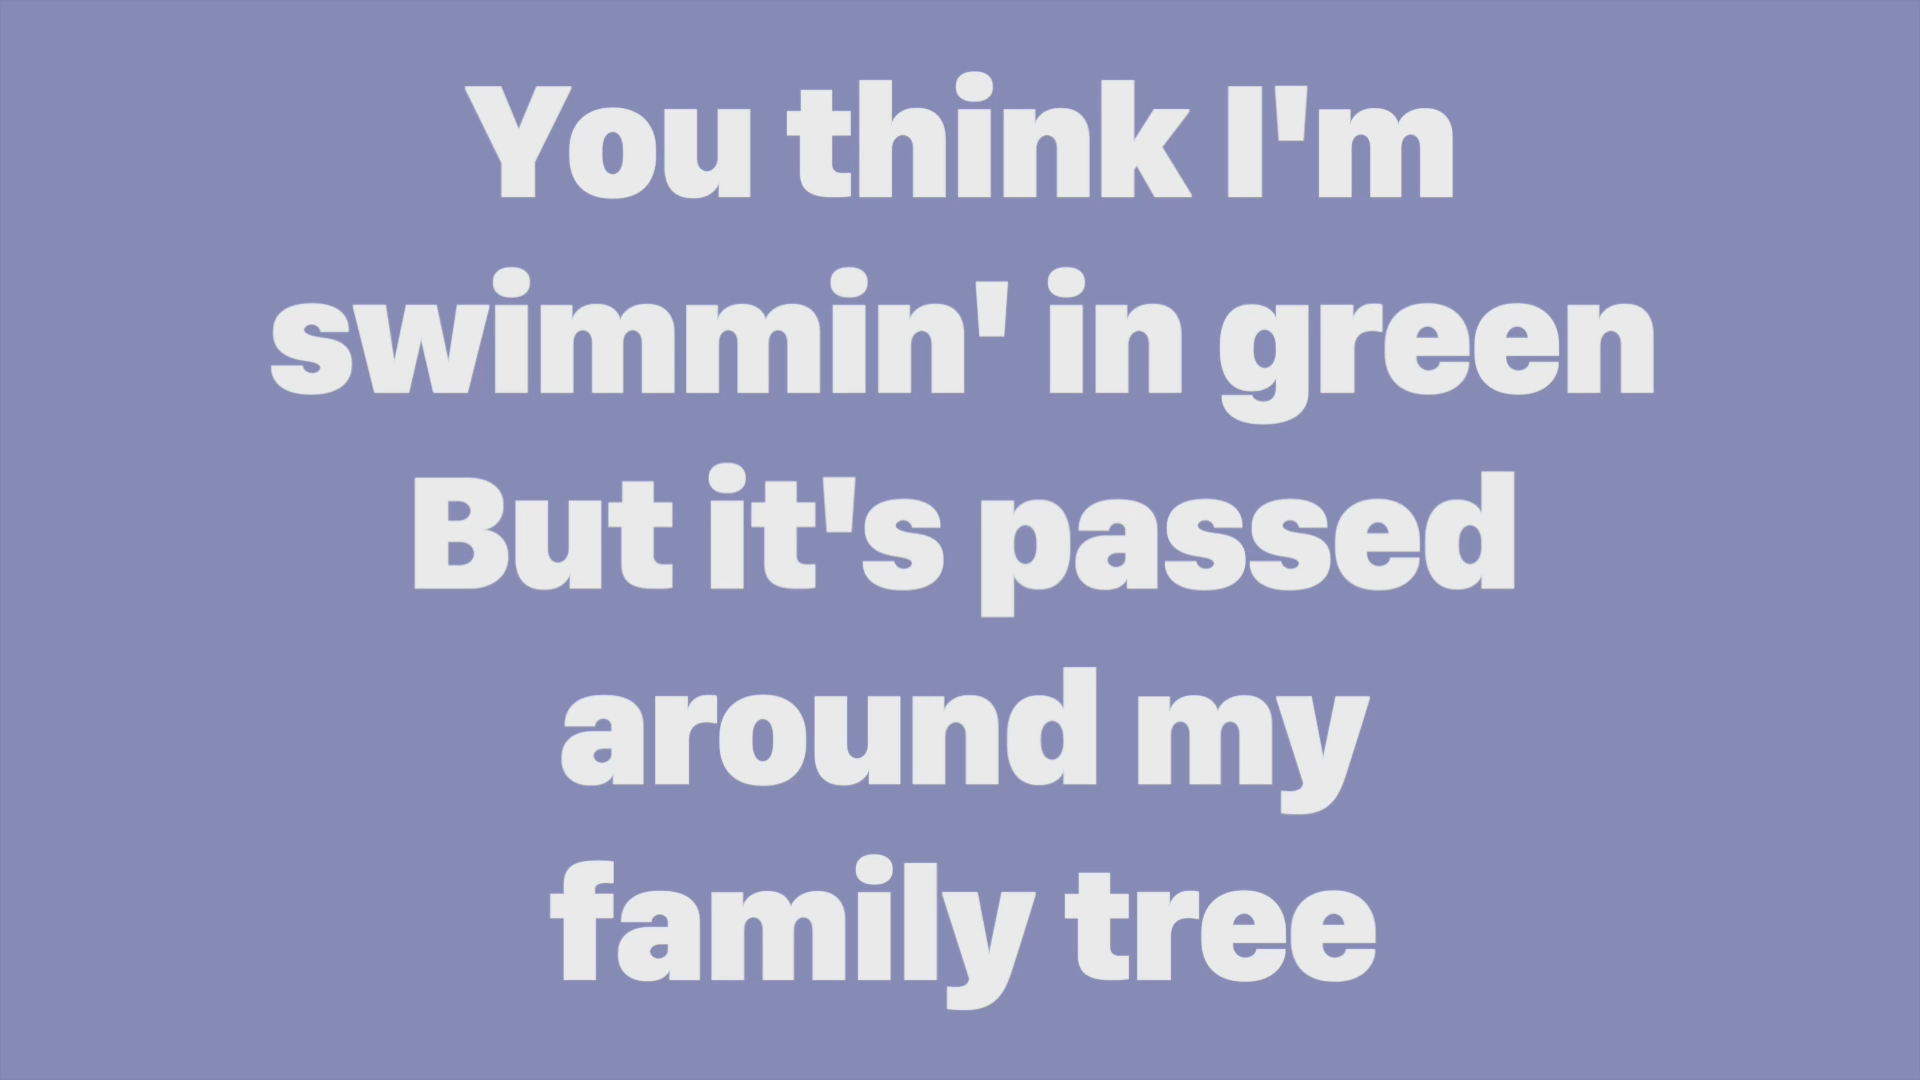 You think I'm
swimmin' in green
But it's passed
around my
family tree